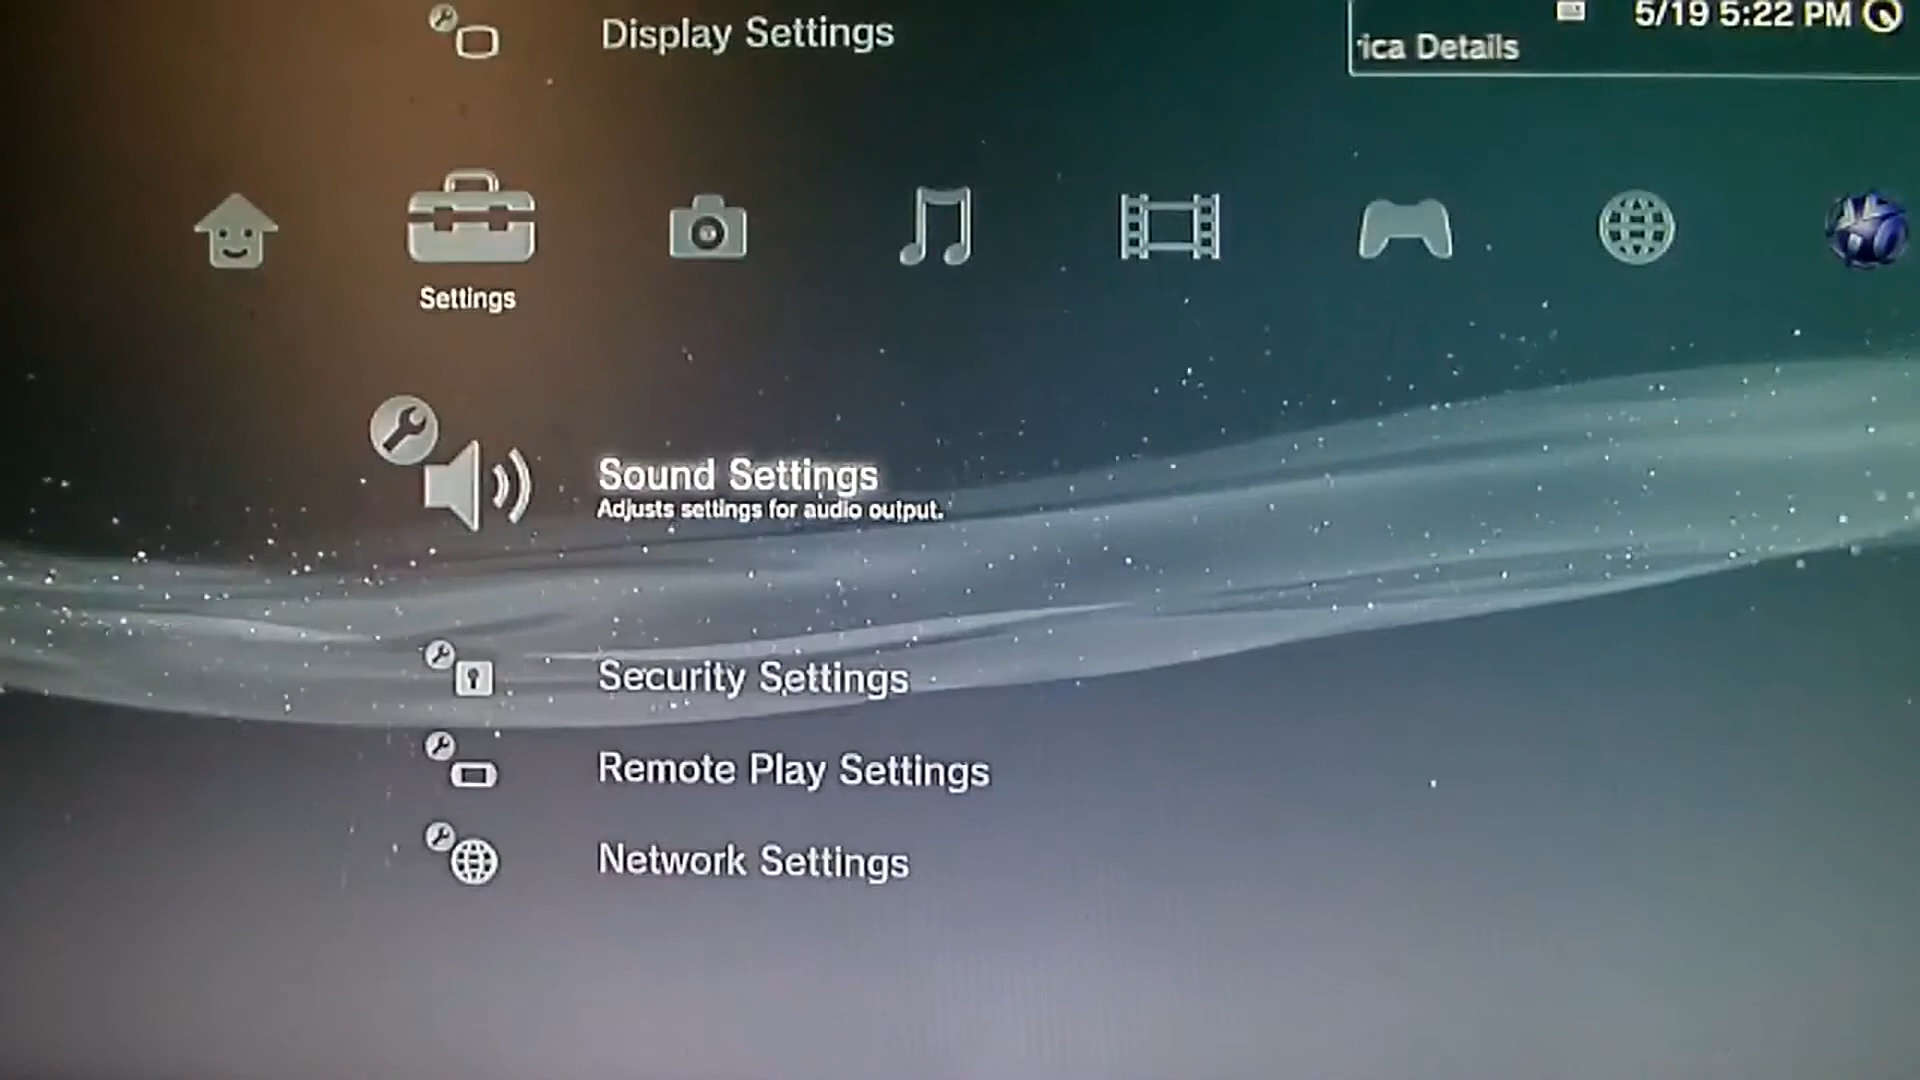 Display Settings
5/19 5:22 PM
ica Details
Settings
Sound Settings
Adjusts settings for audio output.
Security Settings
Remote Play Settings
Network Settings